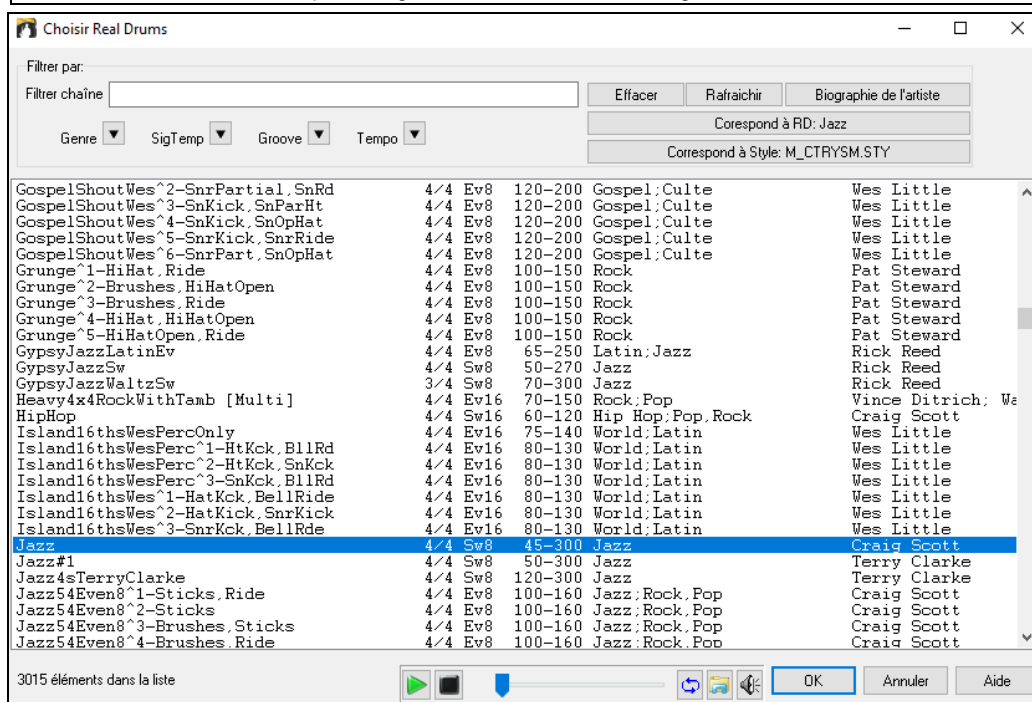 Choisir Real Drums
Filtrer par:
Filtrer chaîne Effacer Rafraichir Biographie de l'artiste
Corespond à RD: Jazz
Genre SigTemp Groove Tempo
Correspond à Style: M_CTRYSM.STY
GospelShoutWes^2-SnrPartial,SnRd 4/4 Ev8 120-200 Gospel;Culte Wes Little
GospelShoutWes^3-SnKick,SnParHt 4/4 Ev8 120-200 Gospel;Culte Wes Little
GospelShoutWes^4-SnKick,SnOpHat 4/4 Ev8 120-200 Gospel;Culte Wes Little
GospelShoutWes^5-SnrKick,SnrRide 4/4 Ev8 120-200 Gospel;Culte Wes Little
GospelShoutWes^6-SnrPart,SnOpHat 4/4 Ev8 120-200 Gospel;Culte Wes Little
Grunge^1-HiHat,Ride 4/4 Ev8 100-150 Rock Pat Steward
Grunge^2-Brushes,HiHatOpen 4/4 Ev8 100-150 Rock Pat Steward
Grunge^3-Brushes,Ride 4/4 Ev8 100-150 Rock Pat Steward
Grunge^4-HiHat,HiHatOpen 4/4 Ev8 100-150 Rock Pat Steward
Grunge^5-HiHatOpen,Ride 4/4 Ev8 100-150 Rock Pat Steward
GypsyJazzLatinEv 4/4 Ev8 65-250 Latin;Jazz Rick Reed
GypsyJazzSw 4/4 Sw8 50-270 Jazz Rick Reed
GypsyJazzWaltzSw 3/4 Sw8 70-300 Jazz Rick Reed
Heavy4x4RockWithTamb [Multi] 4/4 Ev16 70-150 Rock;Pop Vince Ditrich; Wa
HipHop 4/4 Sw16 60-120 Hip Hop;Pop,Rock Craig Scott
Island16thsWesPercOnly 4/4 Ev16 75-140 World;Latin Wes Little
Island16thsWesPerc^1-HtKck,BllRd 4/4 Ev16 80-130 World;Latin Wes Little
Island16thsWesPerc^2-HtKck,SnKck 4/4 Ev16 80-130 World;Latin Wes Little
Island16thsWesPerc^3-SnKck,BllRd 4/4 Ev16 80-130 World;Latin Wes Little
Island16thsWes^1-HatKck,BellRide 4/4 Ev16 80-130 World;Latin Wes Little
Island16thsWes^2-HatKick,SnrKick 4/4 Ev16 80-130 World;Latin Wes Little
Island16thsWes^3-SnrKck,BellRde 4/4 Ev16 80-130 World;Latin Wes Little
Jazz 4/4 Sw8 45-300 Jazz Craig Scott
Jazz#1 4/4 Sw8 50-300 Jazz Terry Clarke
Jazz4sTerryClarke 4/4 Sw8 120-300 Jazz Terry Clarke
Jazz54Even8^1-Sticks,Ride 4/4 Ev8 100-160 Jazz;Rock,Pop Craig Scott
Jazz54Even8^2-Sticks 4/4 Ev8 100-160 Jazz;Rock,Pop Craig Scott
Jazz54Even8^3-Brushes,Sticks 4/4 Ev8 100-160 Jazz;Rock,Pop Craig Scott
Jazz54Even8^4-Brushes,Ride 4/4 Ev8 100-160 Jazz;Rock,Pop Craig Scott
3015 éléments dans la liste OK Annuler Aide